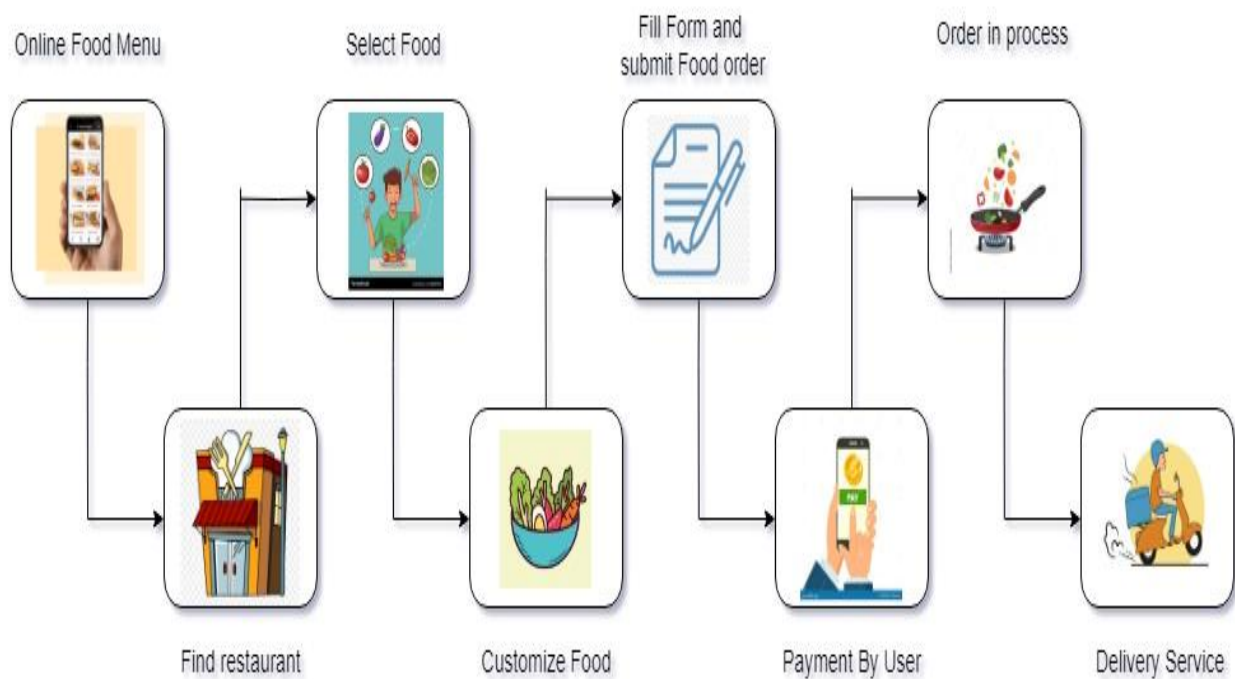 Online Food Menu
Select Food
Fill Form and
submit Food order
Order in process
PAY
Find restaurant
Customize Food
Payment By User
Delivery Service